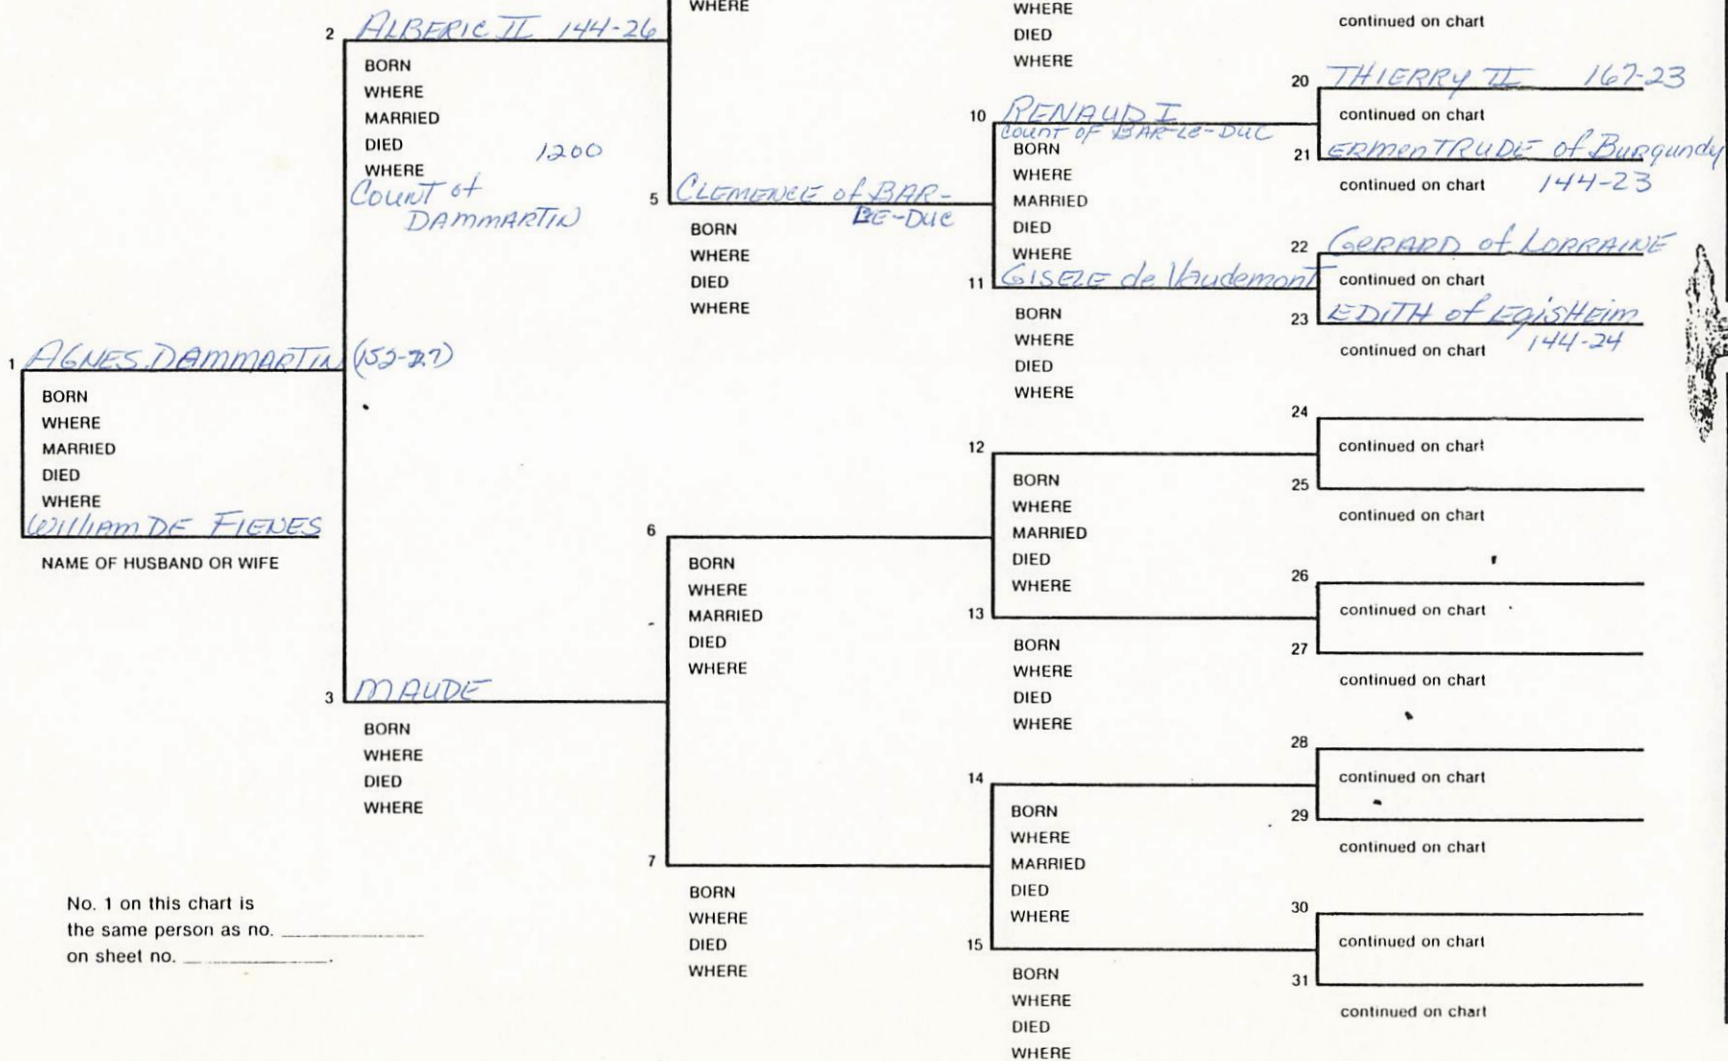 WHERE
2 ALBERIC II 144-26
BORN
WHERE
MARRIED
DIED 1200
WHERE
COUNT of
DAMMARTIN
1 AGNES DAMMARTIN (152-27)
BORN
WHERE
MARRIED
DIED
WHERE
William DE FIENES
NAME OF HUSBAND OR WIFE
3 MAUDE
BORN
WHERE
DIED
WHERE
No. 1 on this chart is
the same person as no.
on sheet no.
5 CLEMENCE of BAR-
LE-DUC
BORN
WHERE
DIED
WHERE
6
BORN
WHERE
MARRIED
DIED
WHERE
7
BORN
WHERE
DIED
WHERE
WHERE
DIED
WHERE
10 RENAUD I
COUNT OF BAR-LE-DUC
BORN
WHERE
MARRIED
DIED
WHERE
11 GISELE de Vaudemont
BORN
WHERE
DIED
WHERE
12
BORN
WHERE
MARRIED
DIED
WHERE
13
BORN
WHERE
DIED
WHERE
14
BORN
WHERE
MARRIED
DIED
WHERE
15
BORN
WHERE
DIED
WHERE
continued on chart
20 THIERRY II 167-23
continued on chart
21 ERMENTRUDE of Burgundy
continued on chart 144-23
22 GERARD of LORRAINE
continued on chart
23 EDITH of EgisHEim
continued on chart 144-24
24
continued on chart
25
continued on chart
26
continued on chart
27
continued on chart
28
continued on chart
29
continued on chart
30
continued on chart
31
continued on chart